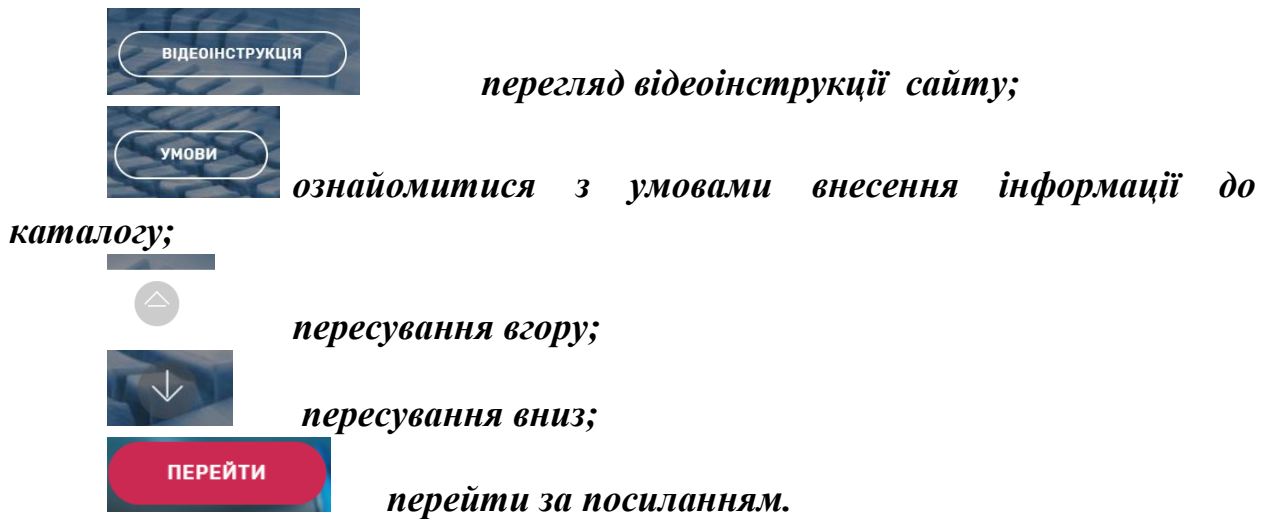 ВІДЕОІНСТРУКЦІЯ
перегляд відеоінструкції сайту;
УМОВИ
ознайомитися з умовами внесення інформації до
каталогу;
пересування вгору;
пересування вниз;
ПЕРЕЙТИ
перейти за посиланням.